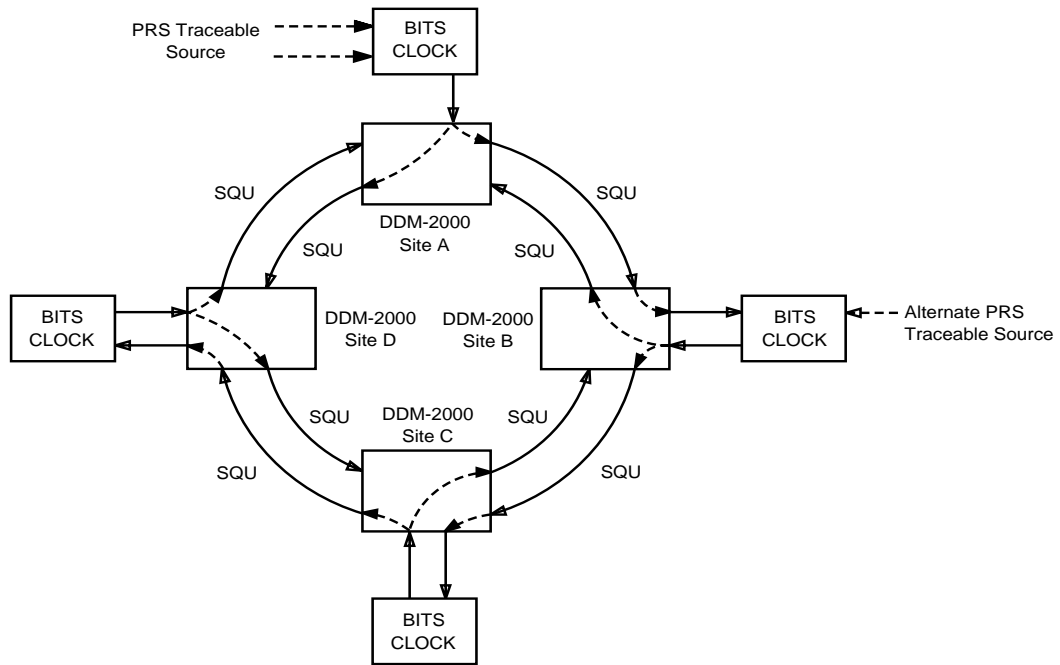 PRS Traceable
Source
BITS
CLOCK
SQU
SQU
DDM-2000
Site A
SQU
SQU
BITS
CLOCK
DDM-2000
Site D
DDM-2000
Site B
BITS
CLOCK
Alternate PRS
Traceable Source
SQU
DDM-2000
Site C
SQU
SQU
SQU
BITS
CLOCK